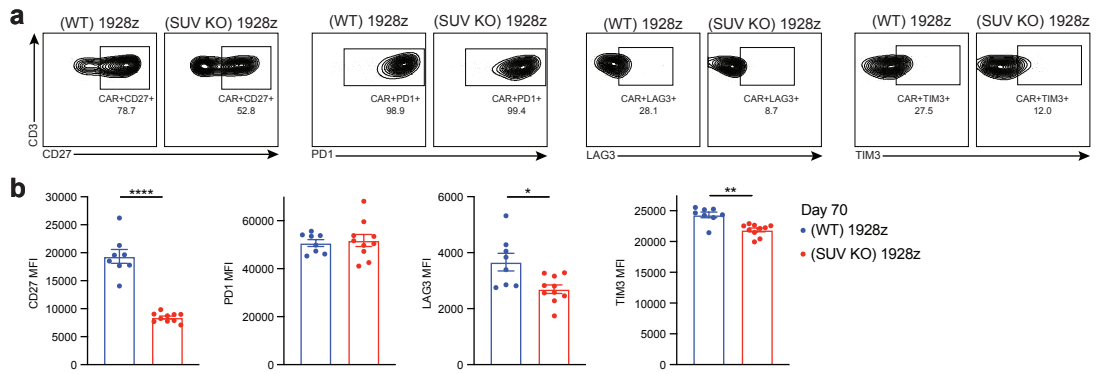 a
(WT) 1928z
(SUV KO) 1928z
(WT) 1928z
(SUV KO) 1928z
(WT) 1928z
(SUV KO) 1928z
(WT) 1928z
(SUV KO) 1928z
CD3
CAR+CD27+
78.7
CAR+CD27+
52.8
CAR+PD1+
98.9
CAR+PD1+
99.4
CAR+LAG3+
28.1
CAR+LAG3+
8.7
CAR+TIM3+
27.5
CAR+TIM3+
12.0
CD27
PD1
LAG3
TIM3
b
CD27 MFI
30000
25000
20000
15000
10000
5000
0
****
PD1 MFI
60000
40000
20000
0
LAG3 MFI
6000
4000
2000
0
*
TIM3 MFI
25000
20000
15000
10000
5000
0
**
Day 70
(WT) 1928z
(SUV KO) 1928z